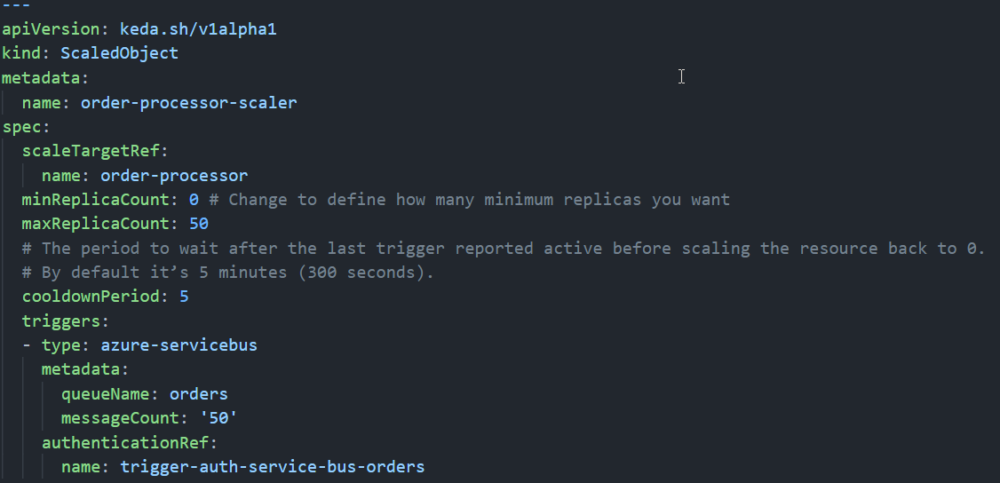 ---
apiVersion: keda.sh/v1alpha1
kind: ScaledObject
metadata:
  name: order-processor-scaler
spec:
  scaleTargetRef:
    name: order-processor
  minReplicaCount: 0 # Change to define how many minimum replicas you want
  maxReplicaCount: 50
  # The period to wait after the last trigger reported active before scaling the resource back to 0.
  # By default it’s 5 minutes (300 seconds).
  cooldownPeriod: 5
  triggers:
  - type: azure-servicebus
    metadata:
      queueName: orders
      messageCount: '50'
    authenticationRef:
      name: trigger-auth-service-bus-orders